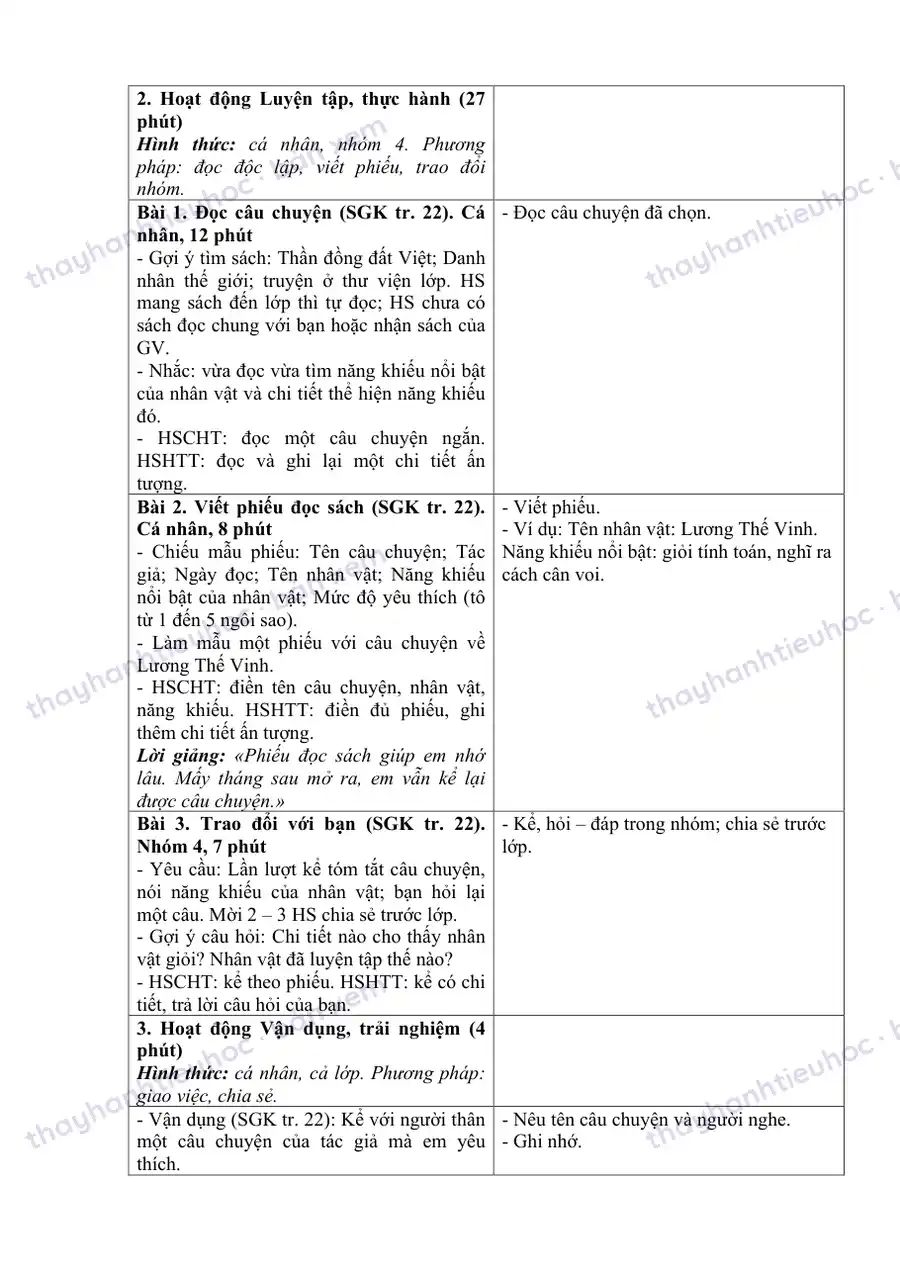 2. Hoạt động Luyện tập, thực hành (27
phút)
Hình thức: cá nhân, nhóm 4. Phương
pháp: đọc độc lập, viết phiếu, trao đổi
nhóm.
Bài 1. Đọc câu chuyện (SGK tr. 22). Cá
nhân, 12 phút
- Gợi ý tìm sách: Thần đồng đất Việt; Danh
nhân thế giới; truyện ở thư viện lớp. HS
mang sách đến lớp thì tự đọc; HS chưa có
sách đọc chung với bạn hoặc nhận sách của
GV.
- Nhắc: vừa đọc vừa tìm năng khiếu nổi bật
của nhân vật và chi tiết thể hiện năng khiếu
đó.
- HSCHT: đọc một câu chuyện ngắn.
HSHTT: đọc và ghi lại một chi tiết ấn
tượng.
- Đọc câu chuyện đã chọn.
Bài 2. Viết phiếu đọc sách (SGK tr. 22).
Cá nhân, 8 phút
- Chiếu mẫu phiếu: Tên câu chuyện; Tác
giả; Ngày đọc; Tên nhân vật; Năng khiếu
nổi bật của nhân vật; Mức độ yêu thích (tô
từ 1 đến 5 ngôi sao).
- Làm mẫu một phiếu với câu chuyện về
Lương Thế Vinh.
- HSCHT: điền tên câu chuyện, nhân vật,
năng khiếu. HSHTT: điền đủ phiếu, ghi
thêm chi tiết ấn tượng.
Lời giảng: «Phiếu đọc sách giúp em nhớ
lâu. Mấy tháng sau mở ra, em vẫn kể lại
được câu chuyện.»
- Viết phiếu.
- Ví dụ: Tên nhân vật: Lương Thế Vinh.
Năng khiếu nổi bật: giỏi tính toán, nghĩ ra
cách cân voi.
Bài 3. Trao đổi với bạn (SGK tr. 22).
Nhóm 4, 7 phút
- Yêu cầu: Lần lượt kể tóm tắt câu chuyện,
nói năng khiếu của nhân vật; bạn hỏi lại
một câu. Mời 2 – 3 HS chia sẻ trước lớp.
- Gợi ý câu hỏi: Chi tiết nào cho thấy nhân
vật giỏi? Nhân vật đã luyện tập thế nào?
- HSCHT: kể theo phiếu. HSHTT: kể có chi
tiết, trả lời câu hỏi của bạn.
- Kể, hỏi – đáp trong nhóm; chia sẻ trước
lớp.
3. Hoạt động Vận dụng, trải nghiệm (4
phút)
Hình thức: cá nhân, cả lớp. Phương pháp:
giao việc, chia sẻ.
- Vận dụng (SGK tr. 22): Kể với người thân
một câu chuyện của tác giả mà em yêu
thích.
- Nêu tên câu chuyện và người nghe.
- Ghi nhớ.
thayhanhtieuhoc · bản xem
thayhanhtieuhoc · b
thayhanhtieuhoc · bản xem
thayhanhtieuhoc · b
thayhanhtieuhoc · bản xem
thayhanhtieuhoc · b